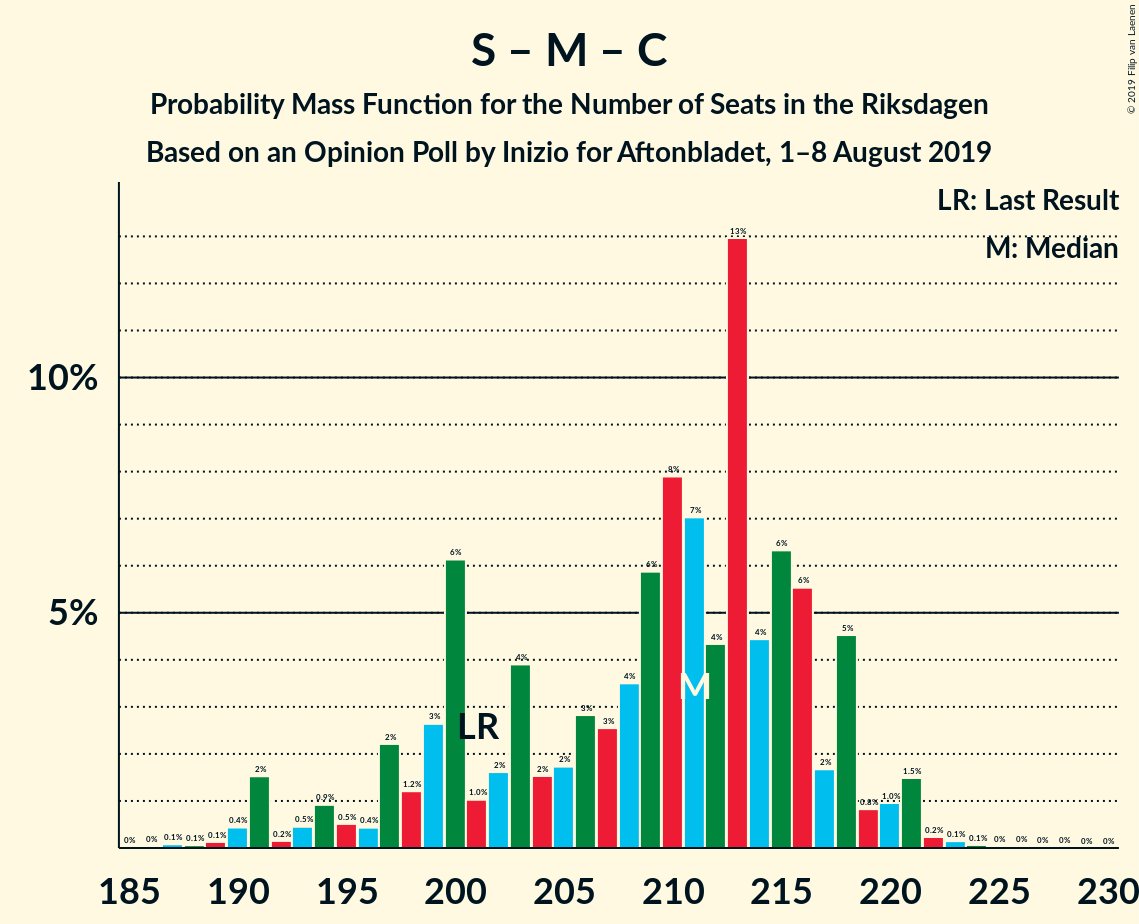 S – M – C
Probability Mass Function for the Number of Seats in the Riksdagen
Based on an Opinion Poll by Inizio for Aftonbladet, 1–8 August 2019
© 2019 Filip van Laenen
LR: Last Result
M: Median
10%
5%
0% 0% 0.1% 0.1% 0.1% 0.4% 2% 0.2% 0.5% 0.9% 0.5% 0.4% 2% 1.2% 3% 6% 1.0% 2% 4% 2% 2% 3% 3% 4% 6% 8% 7% 4% 13% 4% 6% 6% 2% 5% 0.8% 1.0% 1.5% 0.2% 0.1% 0.1% 0% 0% 0% 0% 0% 0%
LR
M
185 190 195 200 205 210 215 220 225 230